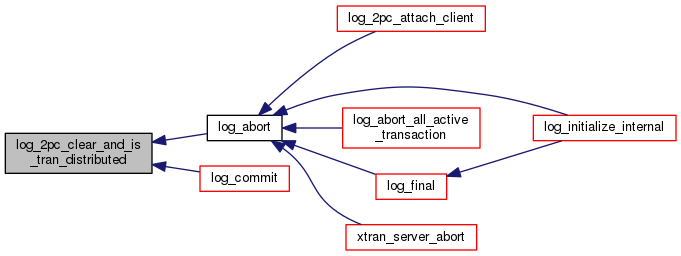 log_2pc_attach_client
log_2pc_clear_and_is
_tran_distributed
log_abort
log_abort_all_active
_transaction
log_initialize_internal
log_commit
log_final
xtran_server_abort